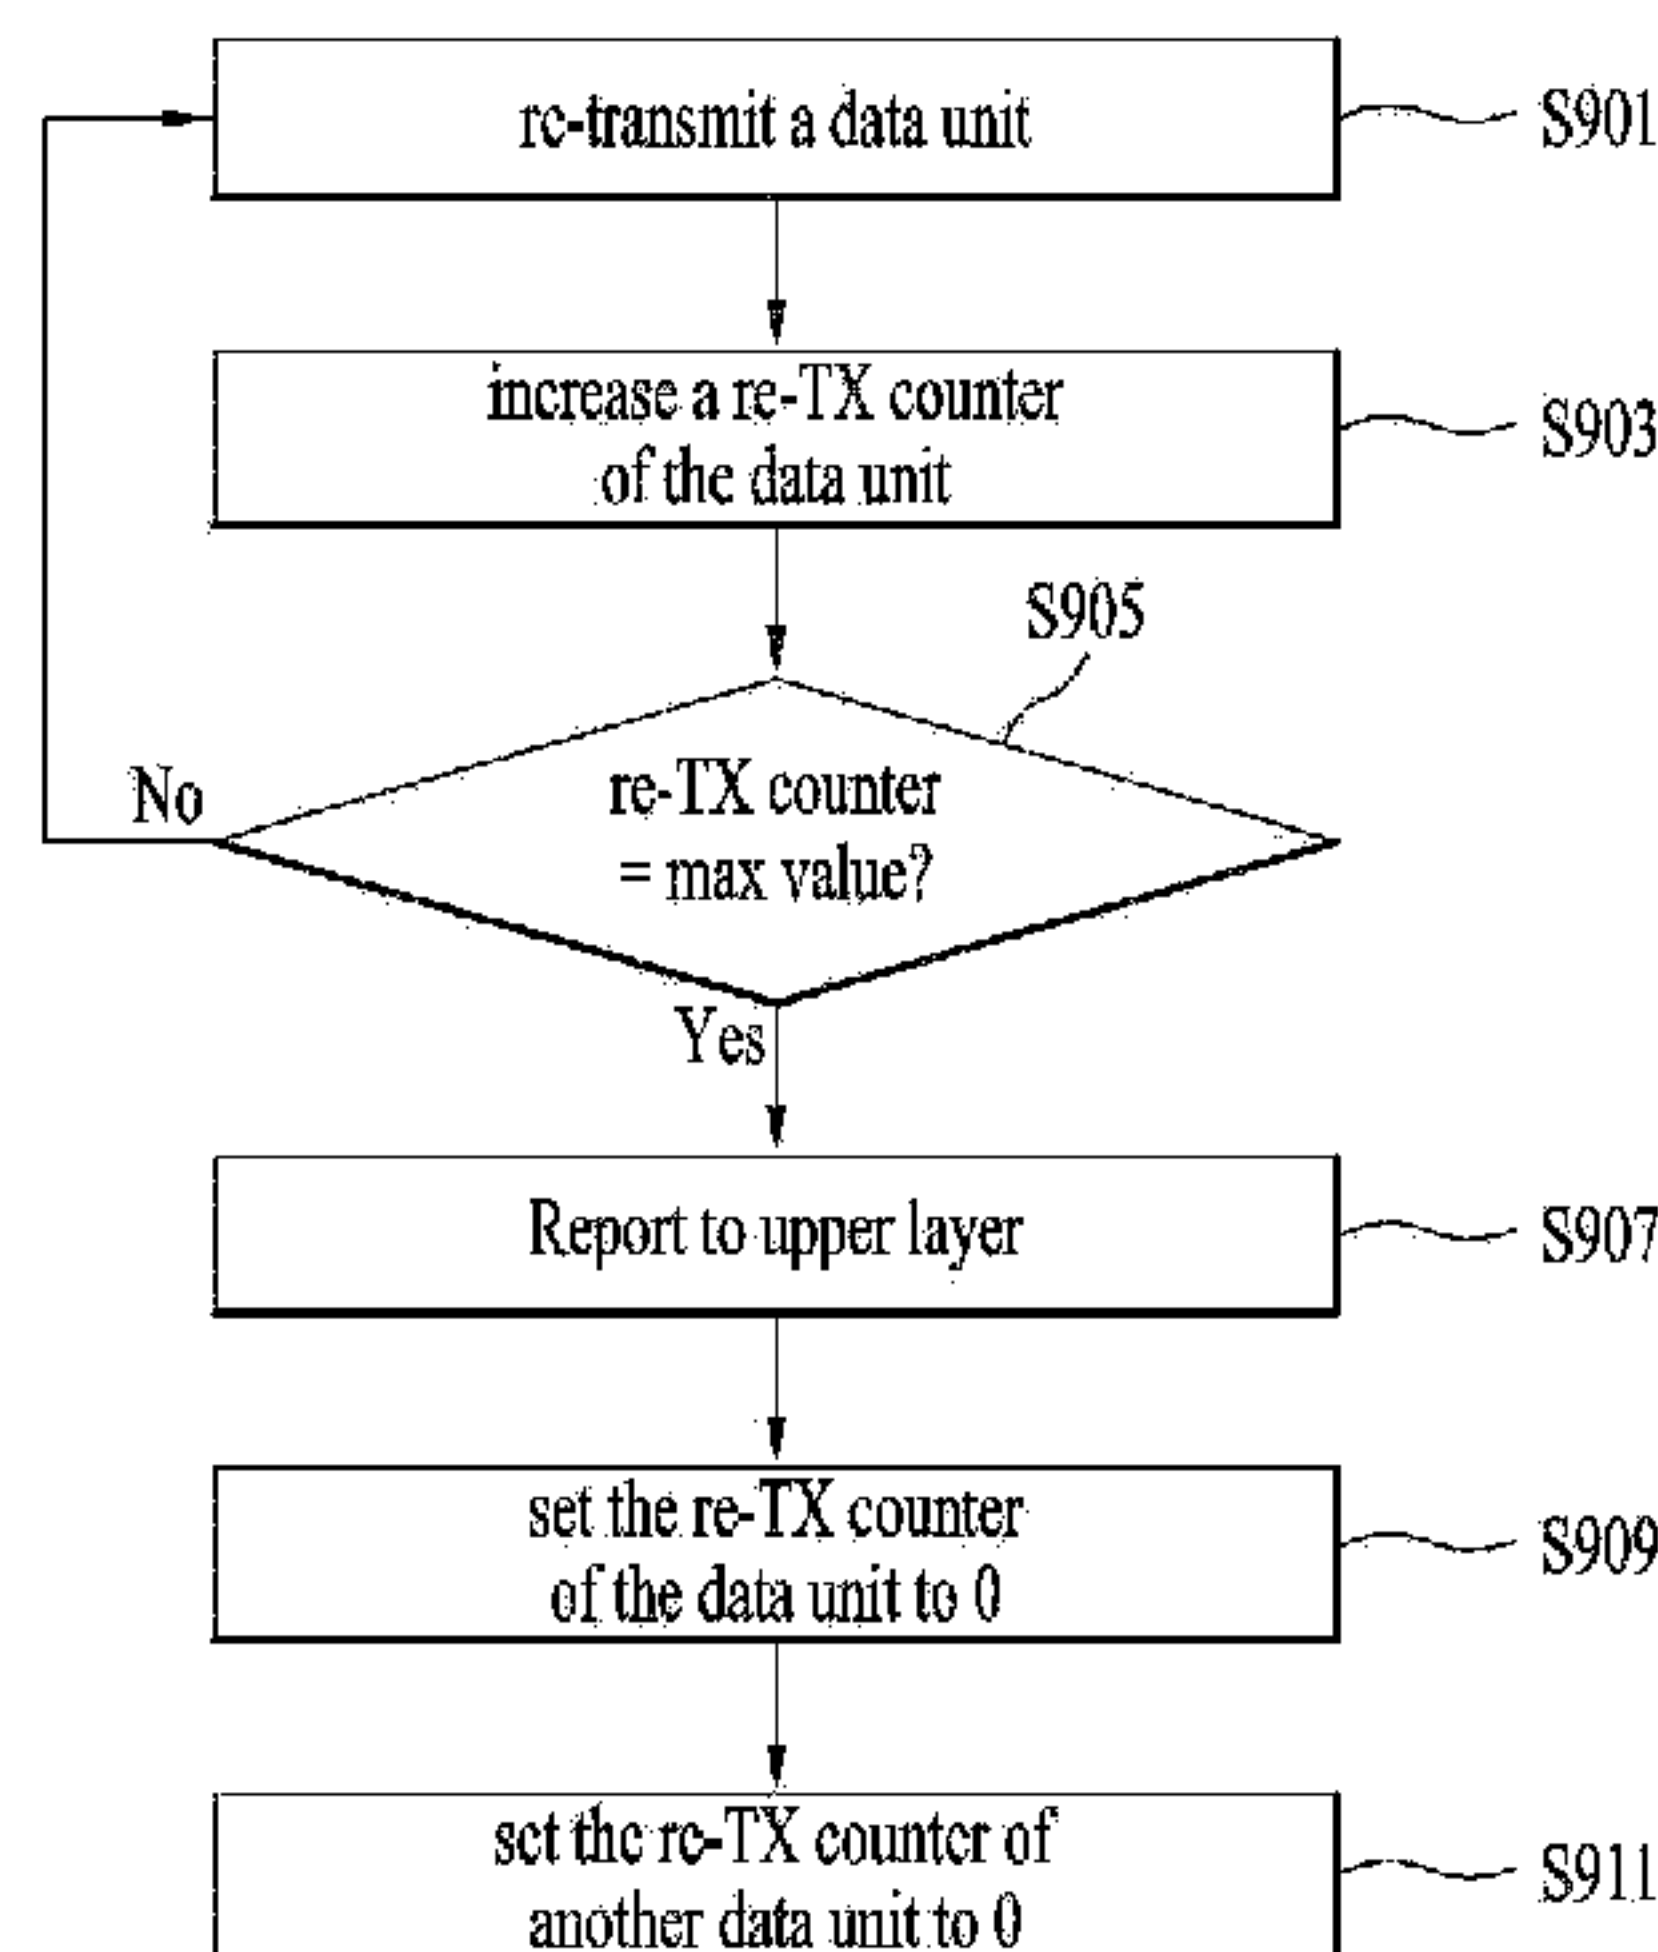 re-transmit a data unit
S901
increase a re-TX counter
of the data unit
S903
S905
re-TX counter
= max value?
No
Yes
Report to upper layer
S907
set the re-TX counter
of the data unit to 0
S909
set the re-TX counter of
another data unit to 0
S911